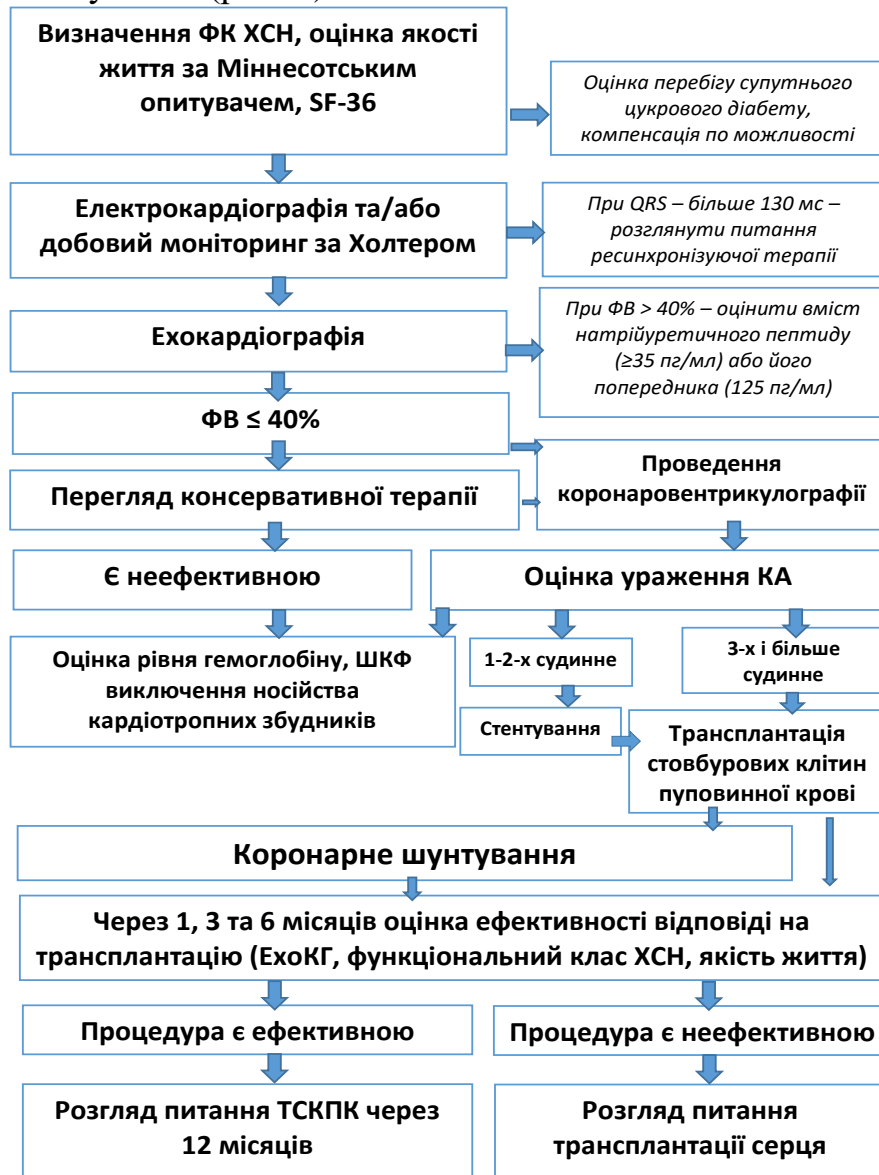 Визначення ФК ХСН, оцінка якості
життя за Міннесотським
опитувачем, SF-36
Оцінка перебігу супутнього
цукрового діабету,
компенсація по можливості
Електрокардіографія та/або
добовий моніторинг за Холтером
При QRS – більше 130 мс –
розглянути питання
ресинхронізуючої терапії
Ехокардіографія
При ФВ > 40% – оцінити вміст
натрійуретичного пептиду
(≥35 пг/мл) або його
попередника (125 пг/мл)
ФВ ≤ 40%
Перегляд консервативної терапії
Проведення
коронаровентрикулографії
Є неефективною
Оцінка ураження КА
Оцінка рівня гемоглобіну, ШКФ
виключення носійства
кардіотропних збудників
1-2-х судинне
3-х і більше
судинне
Стентування
Трансплантація
стовбурових клітин
пуповинної крові
Коронарне шунтування
Через 1, 3 та 6 місяців оцінка ефективності відповіді на
трансплантацію (ЕхоКГ, функціональний клас ХСН, якість життя)
Процедура є ефективною
Процедура є неефективною
Розгляд питання ТСКПК через
12 місяців
Розгляд питання
трансплантації серця